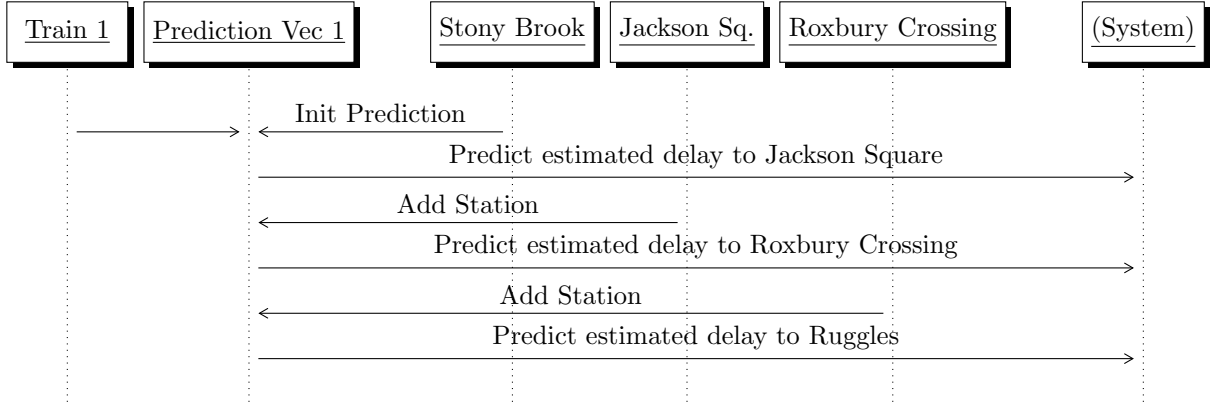 Train 1
Prediction Vec 1
Stony Brook
Jackson Sq.
Roxbury Crossing
(System)
Init Prediction
Predict estimated delay to Jackson Square
Add Station
Predict estimated delay to Roxbury Crossing
Add Station
Predict estimated delay to Ruggles